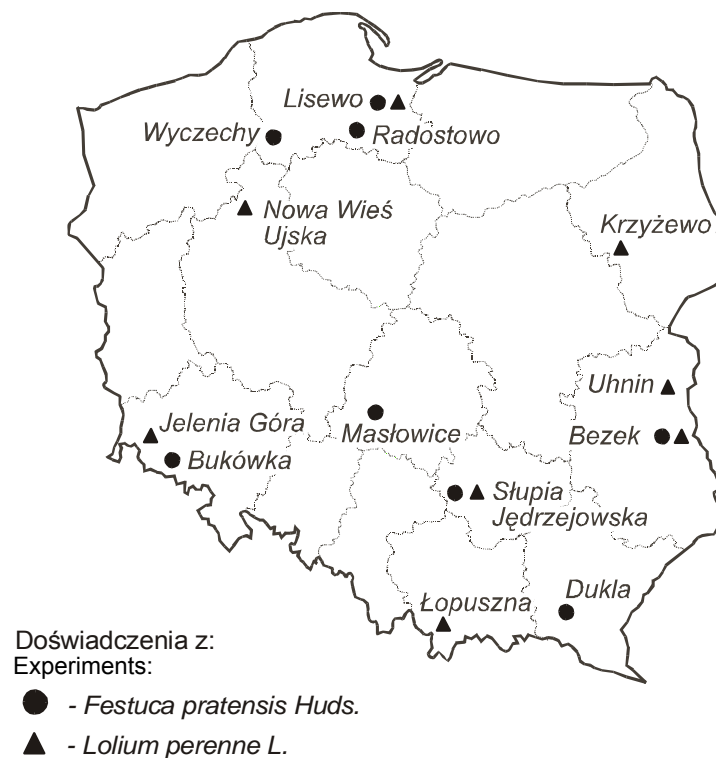 Lisewo
Wyczechy
Radostowo
Nowa Wieś
Ujska
Krzyżewo
Uhnin
Jelenia Góra
Masłowice
Bezek
Bukówka
Słupia
Jędrzejowska
Dukla
Łopuszna
Doświadczenia z:
Experiments:
- Festuca pratensis Huds.
- Lolium perenne L.